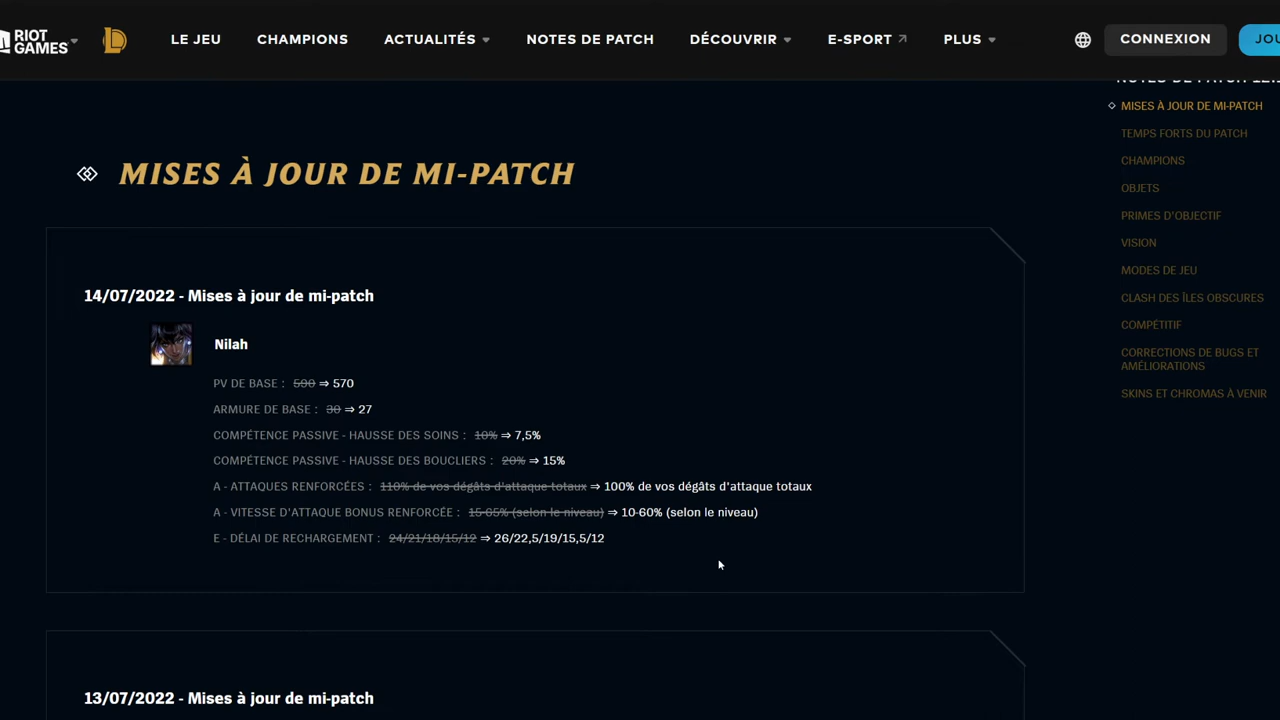 RIOT GAMES
LE JEU
CHAMPIONS
ACTUALITÉS
NOTES DE PATCH
DÉCOUVRIR
E-SPORT
PLUS
CONNEXION
JOU
MISES À JOUR DE MI-PATCH
14/07/2022 - Mises à jour de mi-patch
Nilah
PV DE BASE : 590 ⇒ 570
ARMURE DE BASE : 30 ⇒ 27
COMPÉTENCE PASSIVE - HAUSSE DES SOINS : 10% ⇒ 7,5%
COMPÉTENCE PASSIVE - HAUSSE DES BOUCLIERS : 20% ⇒ 15%
A - ATTAQUES RENFORCÉES : 110% de vos dégâts d'attaque totaux ⇒ 100% de vos dégâts d'attaque totaux
A - VITESSE D'ATTAQUE BONUS RENFORCÉE : 15-65% (selon le niveau) ⇒ 10-60% (selon le niveau)
E - DÉLAI DE RECHARGEMENT : 24/21/18/15/12 ⇒ 26/22,5/19/15,5/12
13/07/2022 - Mises à jour de mi-patch
NOTES DE PATCH
MISES À JOUR DE MI-PATCH
TEMPS FORTS DU PATCH
CHAMPIONS
OBJETS
PRIMES D'OBJECTIF
VISION
MODES DE JEU
CLASH DES ÎLES OBSCURES
COMPÉTITIF
CORRECTIONS DE BUGS ET
AMÉLIORATIONS
SKINS ET CHROMAS À VENIR